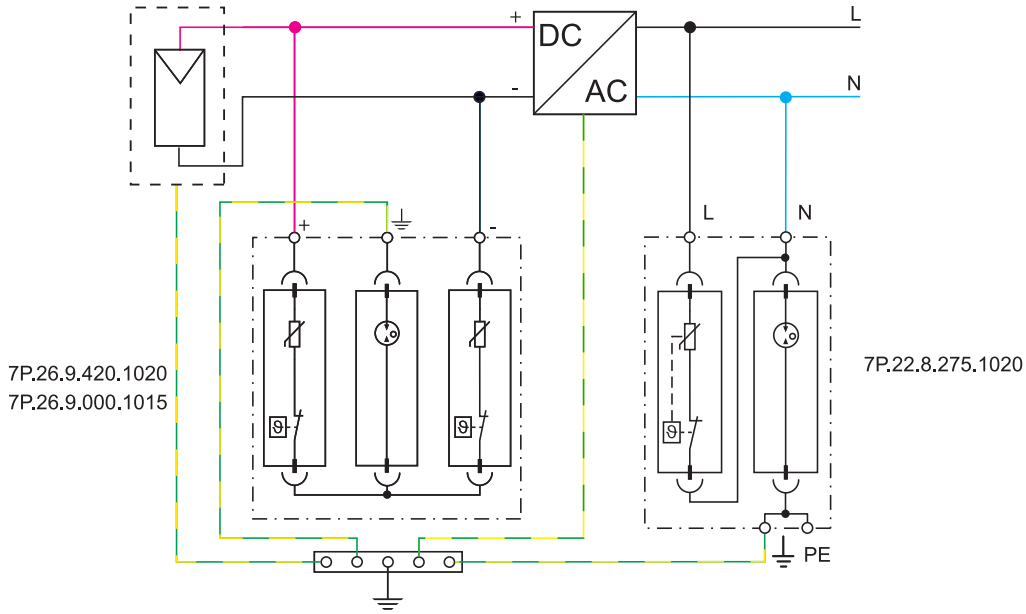 +
L
DC
-
AC
N
+
-
L
N
7P.26.9.420.1020
7P.26.9.000.1015
7P.22.8.275.1020
ϑ
ϑ
ϑ
PE